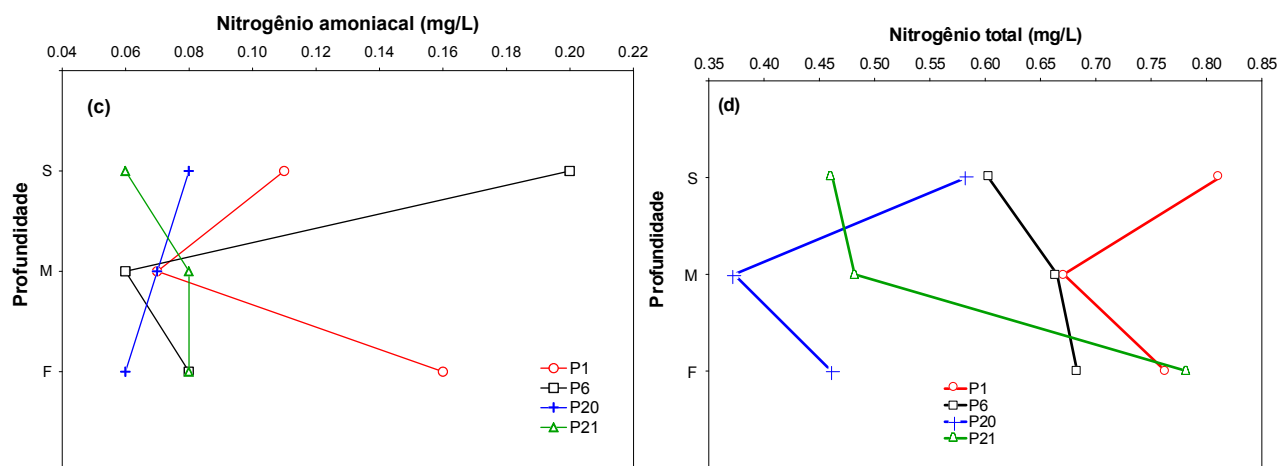 Nitrogênio amoniacal (mg/L)
0.04 0.06 0.08 0.10 0.12 0.14 0.16 0.18 0.20 0.22
(c)
Profundidade
S
M
F
P1
P6
P20
P21
Nitrogênio total (mg/L)
0.35 0.40 0.45 0.50 0.55 0.60 0.65 0.70 0.75 0.80 0.85
(d)
Profundidade
S
M
F
P1
P6
P20
P21